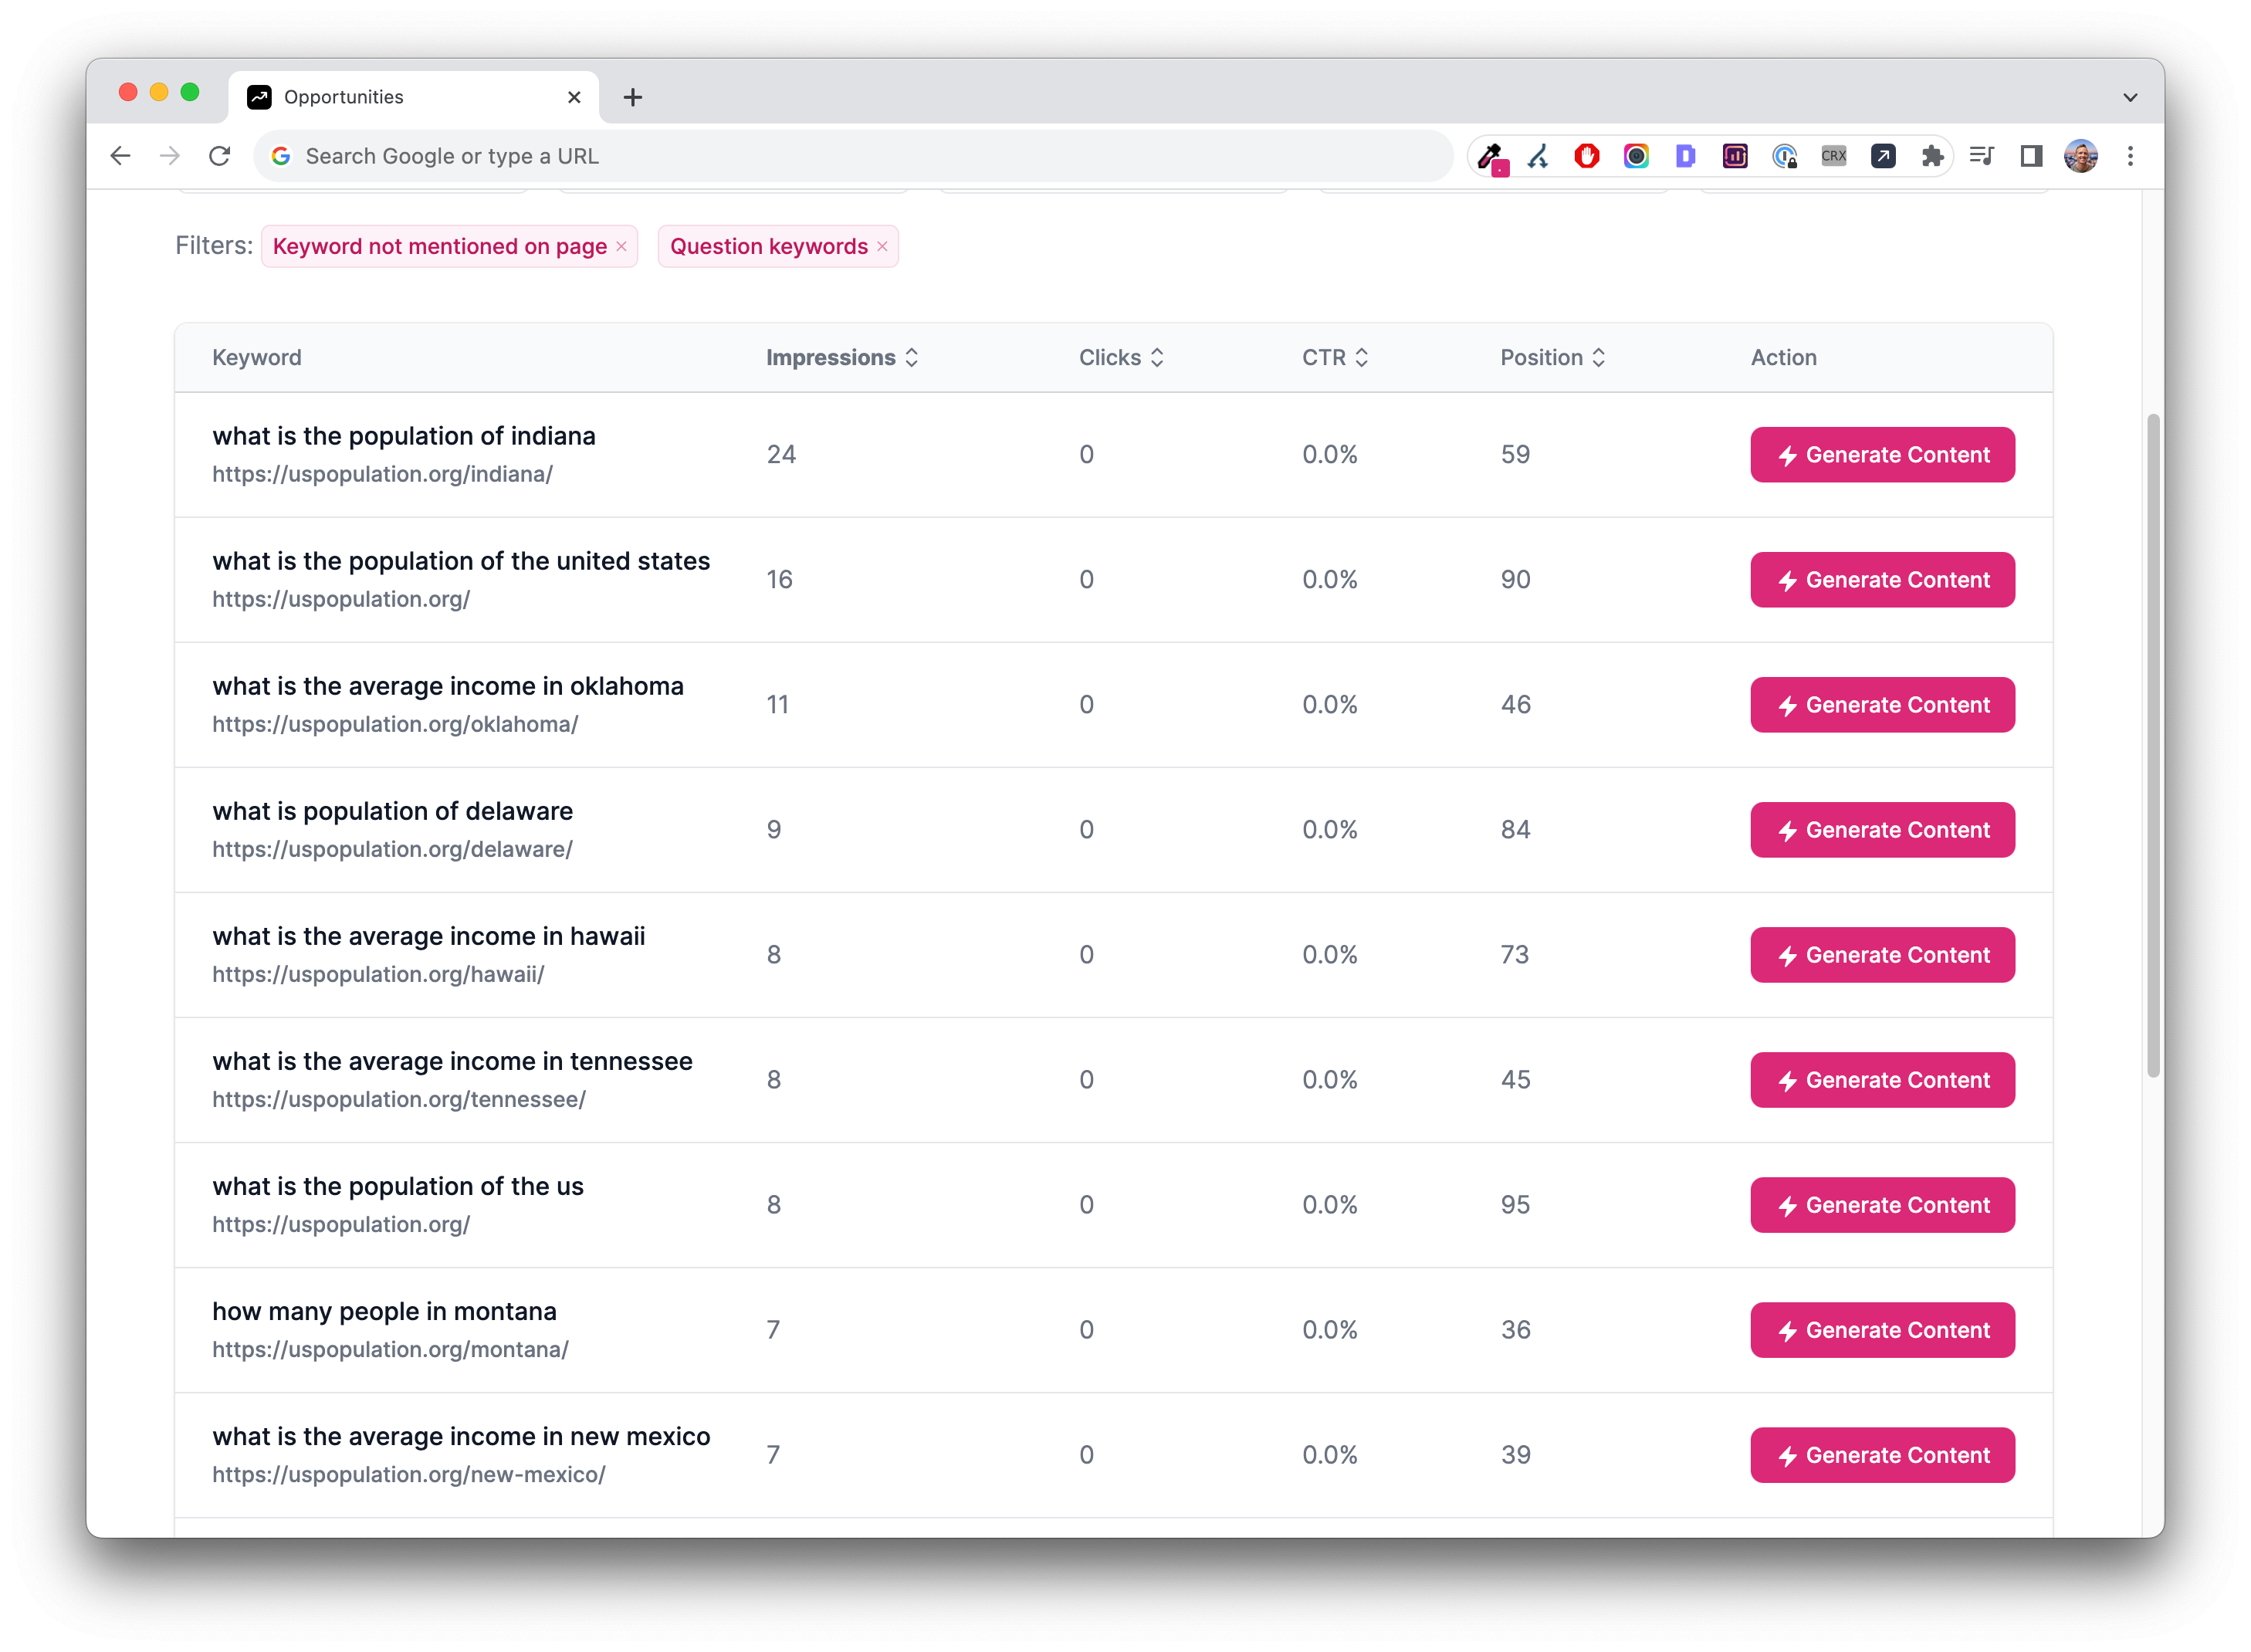 Opportunities
Search Google or type a URL
CRX
Filters: Keyword not mentioned on page × Question keywords ×
Keyword Impressions Clicks CTR Position Action
what is the population of indiana
https://uspopulation.org/indiana/
24 0 0.0% 59 Generate Content
what is the population of the united states
https://uspopulation.org/
16 0 0.0% 90 Generate Content
what is the average income in oklahoma
https://uspopulation.org/oklahoma/
11 0 0.0% 46 Generate Content
what is population of delaware
https://uspopulation.org/delaware/
9 0 0.0% 84 Generate Content
what is the average income in hawaii
https://uspopulation.org/hawaii/
8 0 0.0% 73 Generate Content
what is the average income in tennessee
https://uspopulation.org/tennessee/
8 0 0.0% 45 Generate Content
what is the population of the us
https://uspopulation.org/
8 0 0.0% 95 Generate Content
how many people in montana
https://uspopulation.org/montana/
7 0 0.0% 36 Generate Content
what is the average income in new mexico
https://uspopulation.org/new-mexico/
7 0 0.0% 39 Generate Content